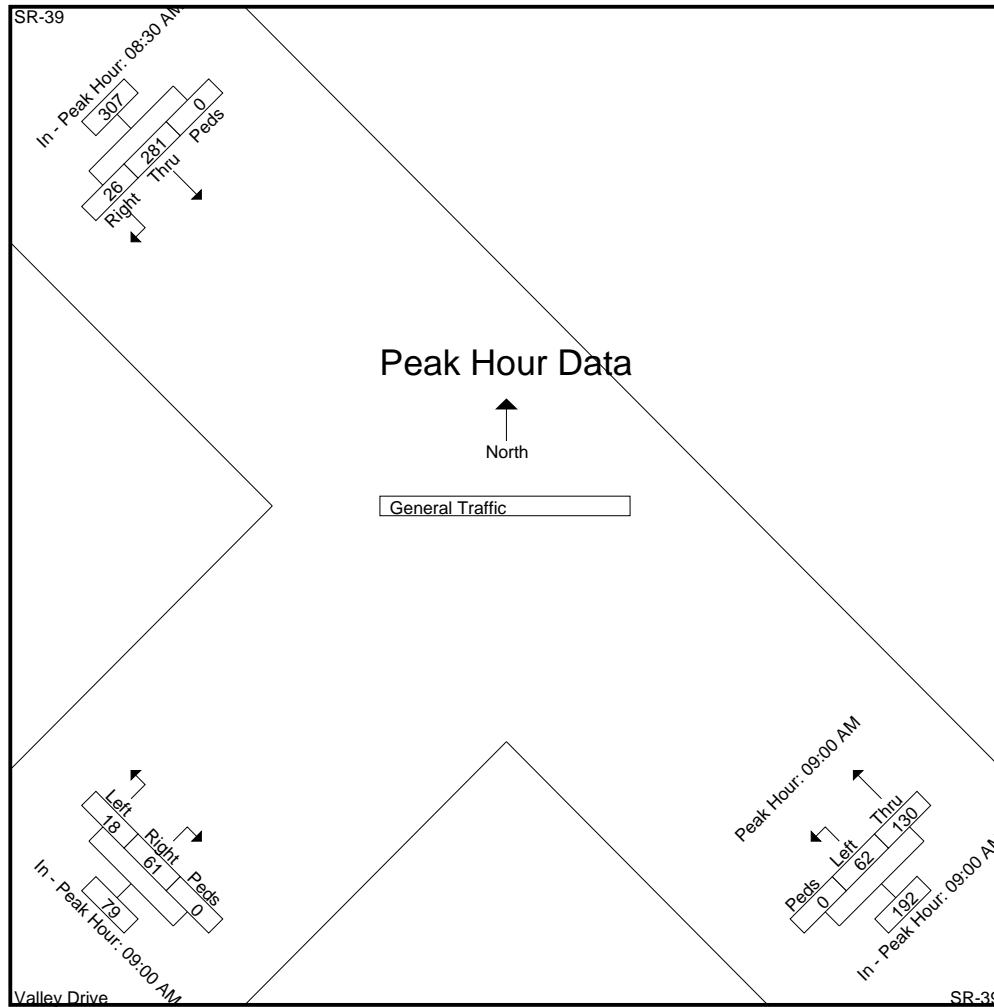 SR-39
In - Peak Hour: 08:30 AM
307
0
281
26
Peds
Thru
Right
Peak Hour Data
North
General Traffic
Left
Right
Peds
18
61
0
79
In - Peak Hour: 09:00 AM
Valley Drive
Peak Hour: 09:00 AM
Thru
Left
Peds
130
62
0
192
In - Peak Hour: 09:00 AM
SR-39